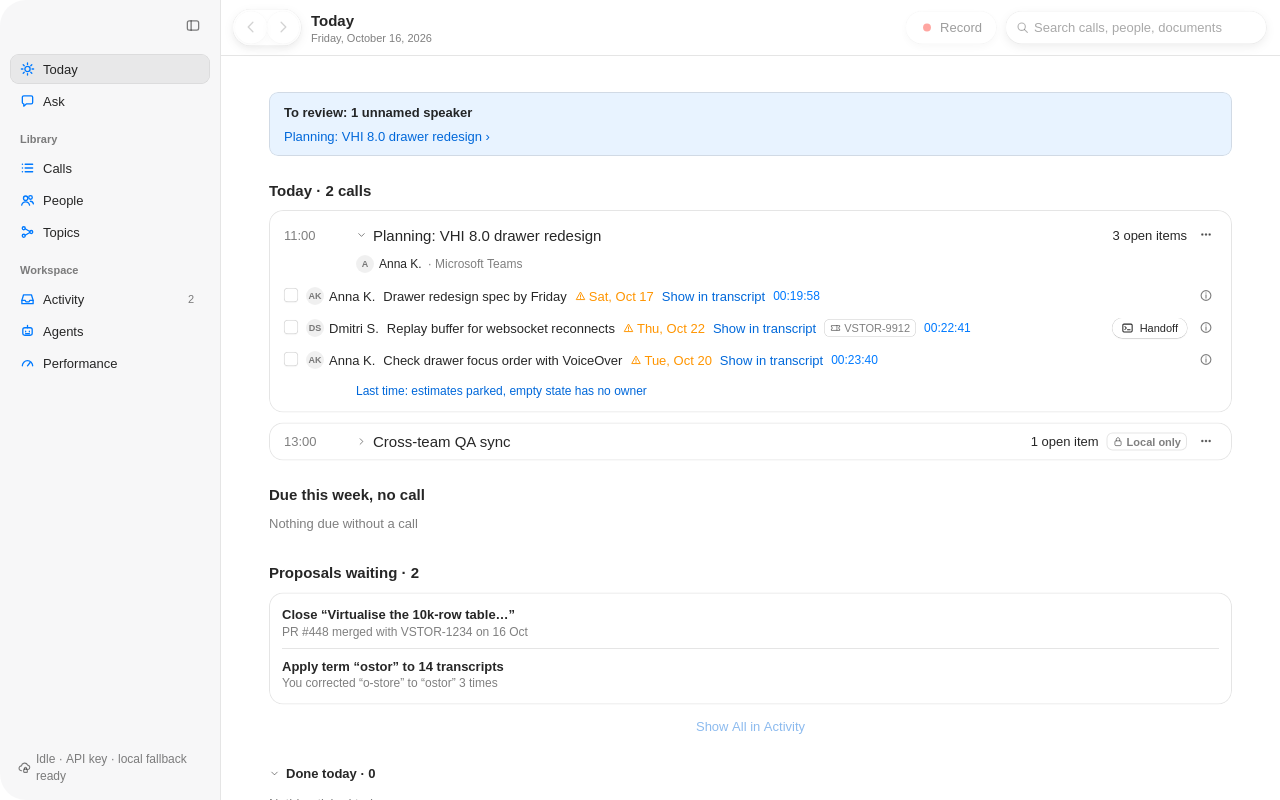 Today
Friday, October 16, 2026
Record
Search calls, people, documents
Today
Ask
Library
Calls
People
Topics
Workspace
Activity 2
Agents
Performance
Idle · API key · local fallback
ready
To review: 1 unnamed speaker
Planning: VHI 8.0 drawer redesign ›
Today · 2 calls
11:00 Planning: VHI 8.0 drawer redesign 3 open items
A Anna K. · Microsoft Teams
AK Anna K. Drawer redesign spec by Friday Sat, Oct 17 Show in transcript 00:19:58
DS Dmitri S. Replay buffer for websocket reconnects Thu, Oct 22 Show in transcript VSTOR-9912 00:22:41 Handoff
AK Anna K. Check drawer focus order with VoiceOver Tue, Oct 20 Show in transcript 00:23:40
Last time: estimates parked, empty state has no owner
13:00 Cross-team QA sync 1 open item Local only
Due this week, no call
Nothing due without a call
Proposals waiting · 2
Close “Virtualise the 10k-row table…”
PR #448 merged with VSTOR-1234 on 16 Oct
Apply term “ostor” to 14 transcripts
You corrected “o-store” to “ostor” 3 times
Show All in Activity
Done today · 0